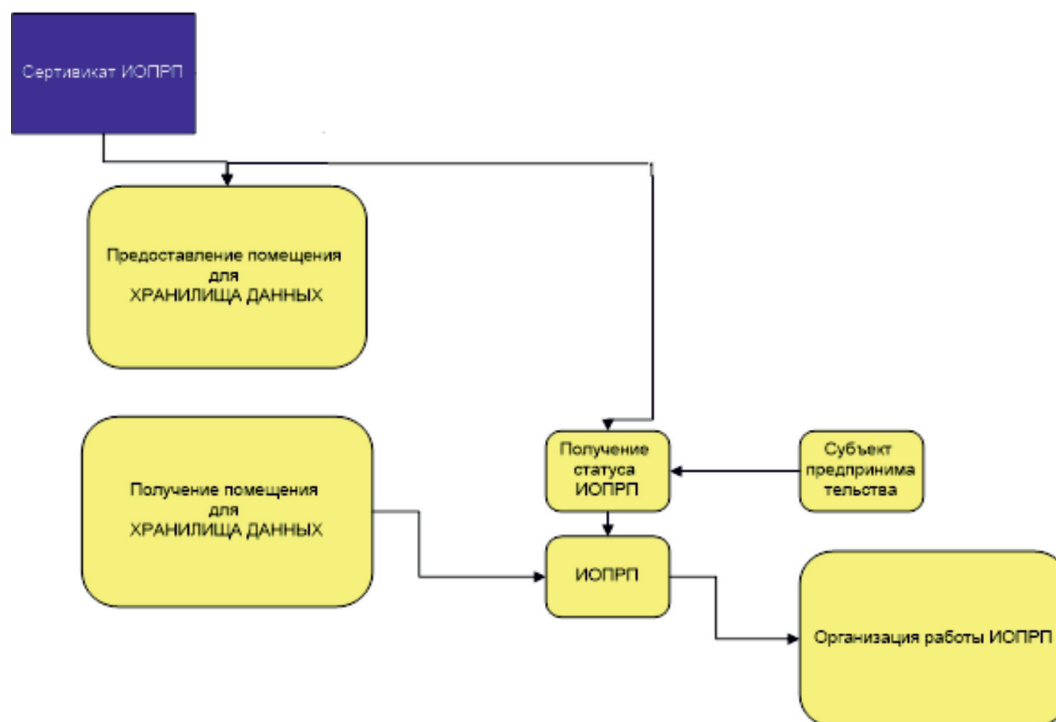 Сертивикат ИОПРП
Предоставление помещения
для
ХРАНИЛИЩА ДАННЫХ
Получение помещения
для
ХРАНИЛИЩА ДАННЫХ
Получение
статуса
ИОПРП
Субъект
предпринима
тельства
ИОПРП
Организация работы ИОПРП